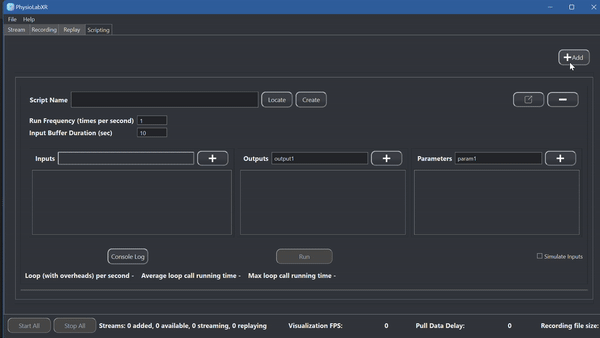 PhysioLabXR
File Help
Stream Recording Replay Scripting
+Add
Script Name Locate Create
Run Frequency (times per second) 1
Input Buffer Duration (sec) 10
Inputs + Outputs output1 + Parameters param1 +
Console Log Run Simulate Inputs
Loop (with overheads) per second - Average loop call running time - Max loop call running time -
Start All Stop All Streams: 0 added, 0 available, 0 streaming, 0 replaying Visualization FPS: 0 Pull Data Delay: 0 Recording file size: